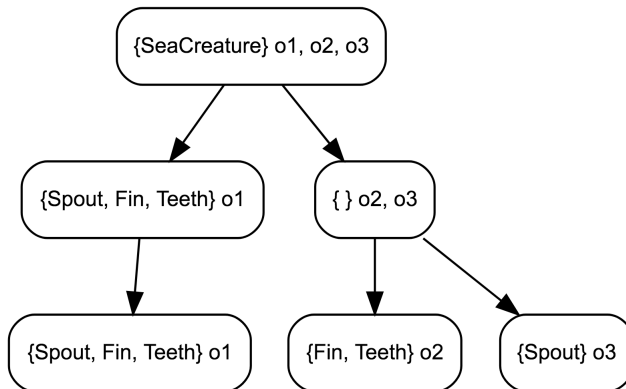 {SeaCreature} o1, o2, o3
{Spout, Fin, Teeth} o1
{ } o2, o3
{Spout, Fin, Teeth} o1
{Fin, Teeth} o2
{Spout} o3